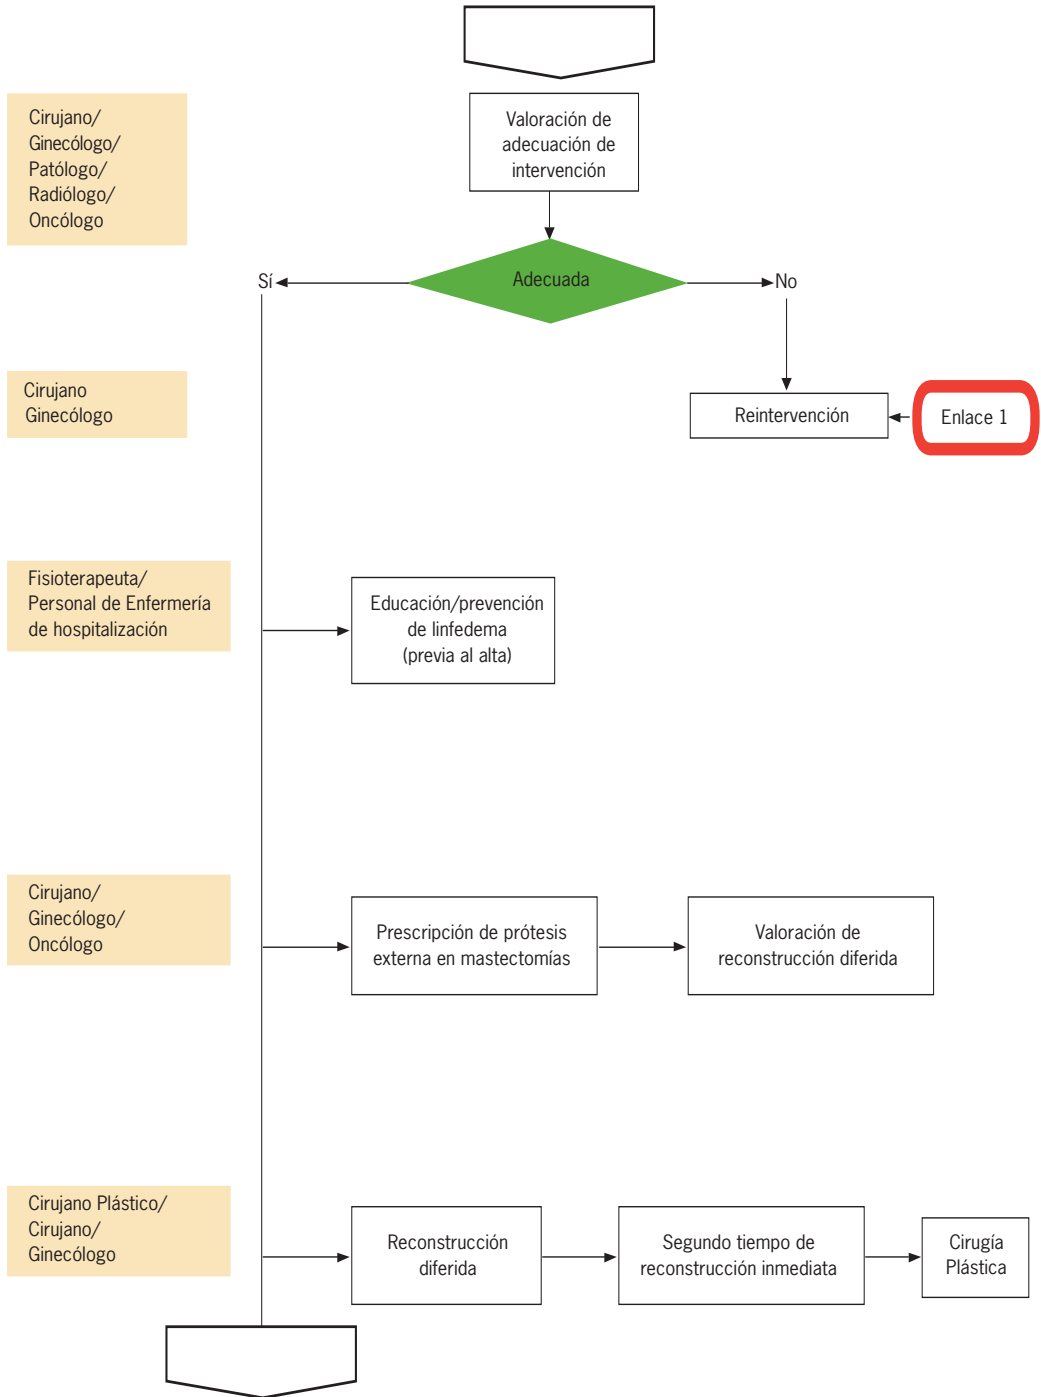 Cirujano/
Ginecólogo/
Patólogo/
Radiólogo/
Oncólogo
Valoración de
adecuación de
intervención
Sí
Adecuada
No
Cirujano
Ginecólogo
Reintervención
Enlace 1
Fisioterapeuta/
Personal de Enfermería
de hospitalización
Educación/prevención
de linfedema
(previa al alta)
Cirujano/
Ginecólogo/
Oncólogo
Prescripción de prótesis
externa en mastectomías
Valoración de
reconstrucción diferida
Cirujano Plástico/
Cirujano/
Ginecólogo
Reconstrucción
diferida
Segundo tiempo de
reconstrucción inmediata
Cirugía
Plástica